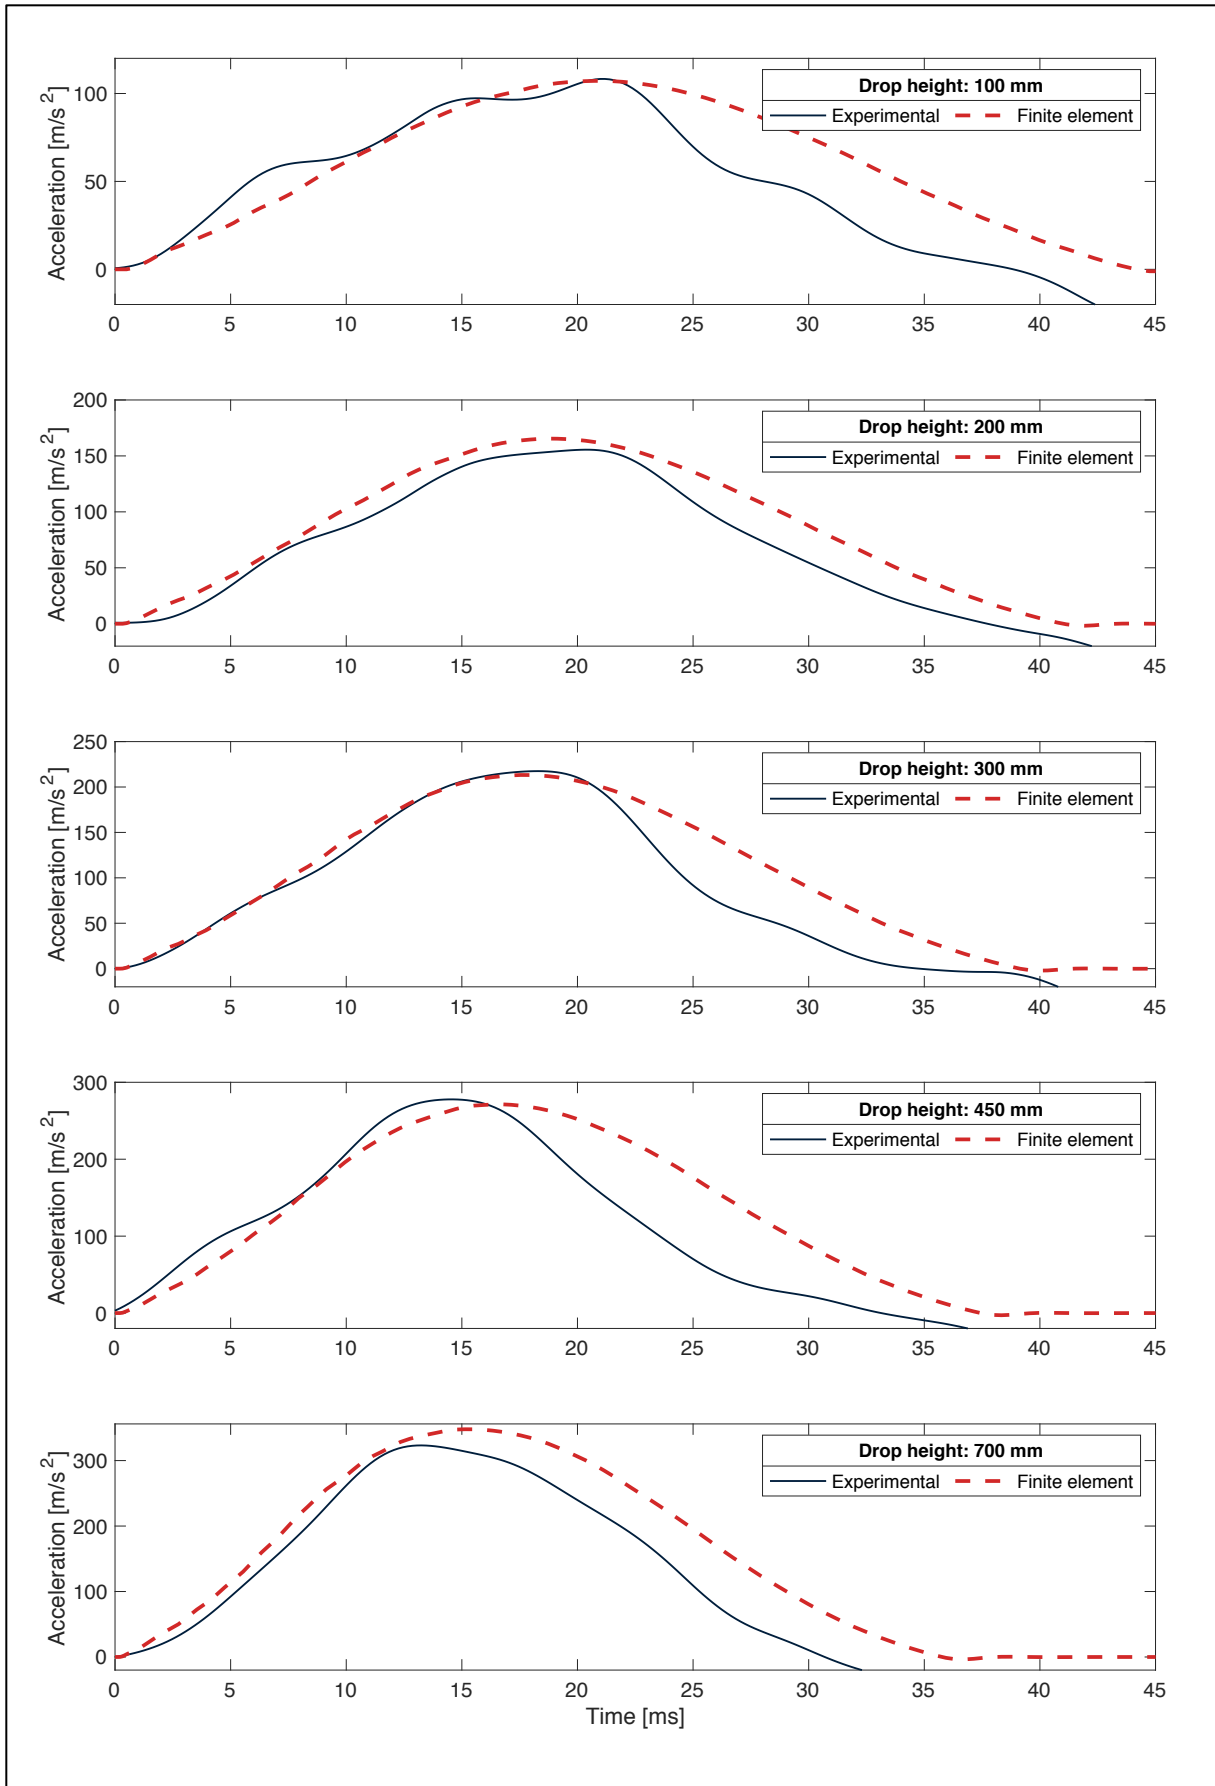 Drop height: 100 mm
Experimental Finite element
Acceleration [m/s 2]
100
50
0
0 5 10 15 20 25 30 35 40 45
Drop height: 200 mm
Experimental Finite element
Acceleration [m/s 2]
200
150
100
50
0
0 5 10 15 20 25 30 35 40 45
Drop height: 300 mm
Experimental Finite element
Acceleration [m/s 2]
250
200
150
100
50
0
0 5 10 15 20 25 30 35 40 45
Drop height: 450 mm
Experimental Finite element
Acceleration [m/s 2]
300
200
100
0
0 5 10 15 20 25 30 35 40 45
Drop height: 700 mm
Experimental Finite element
Acceleration [m/s 2]
300
200
100
0
0 5 10 15 20 25 30 35 40 45
Time [ms]